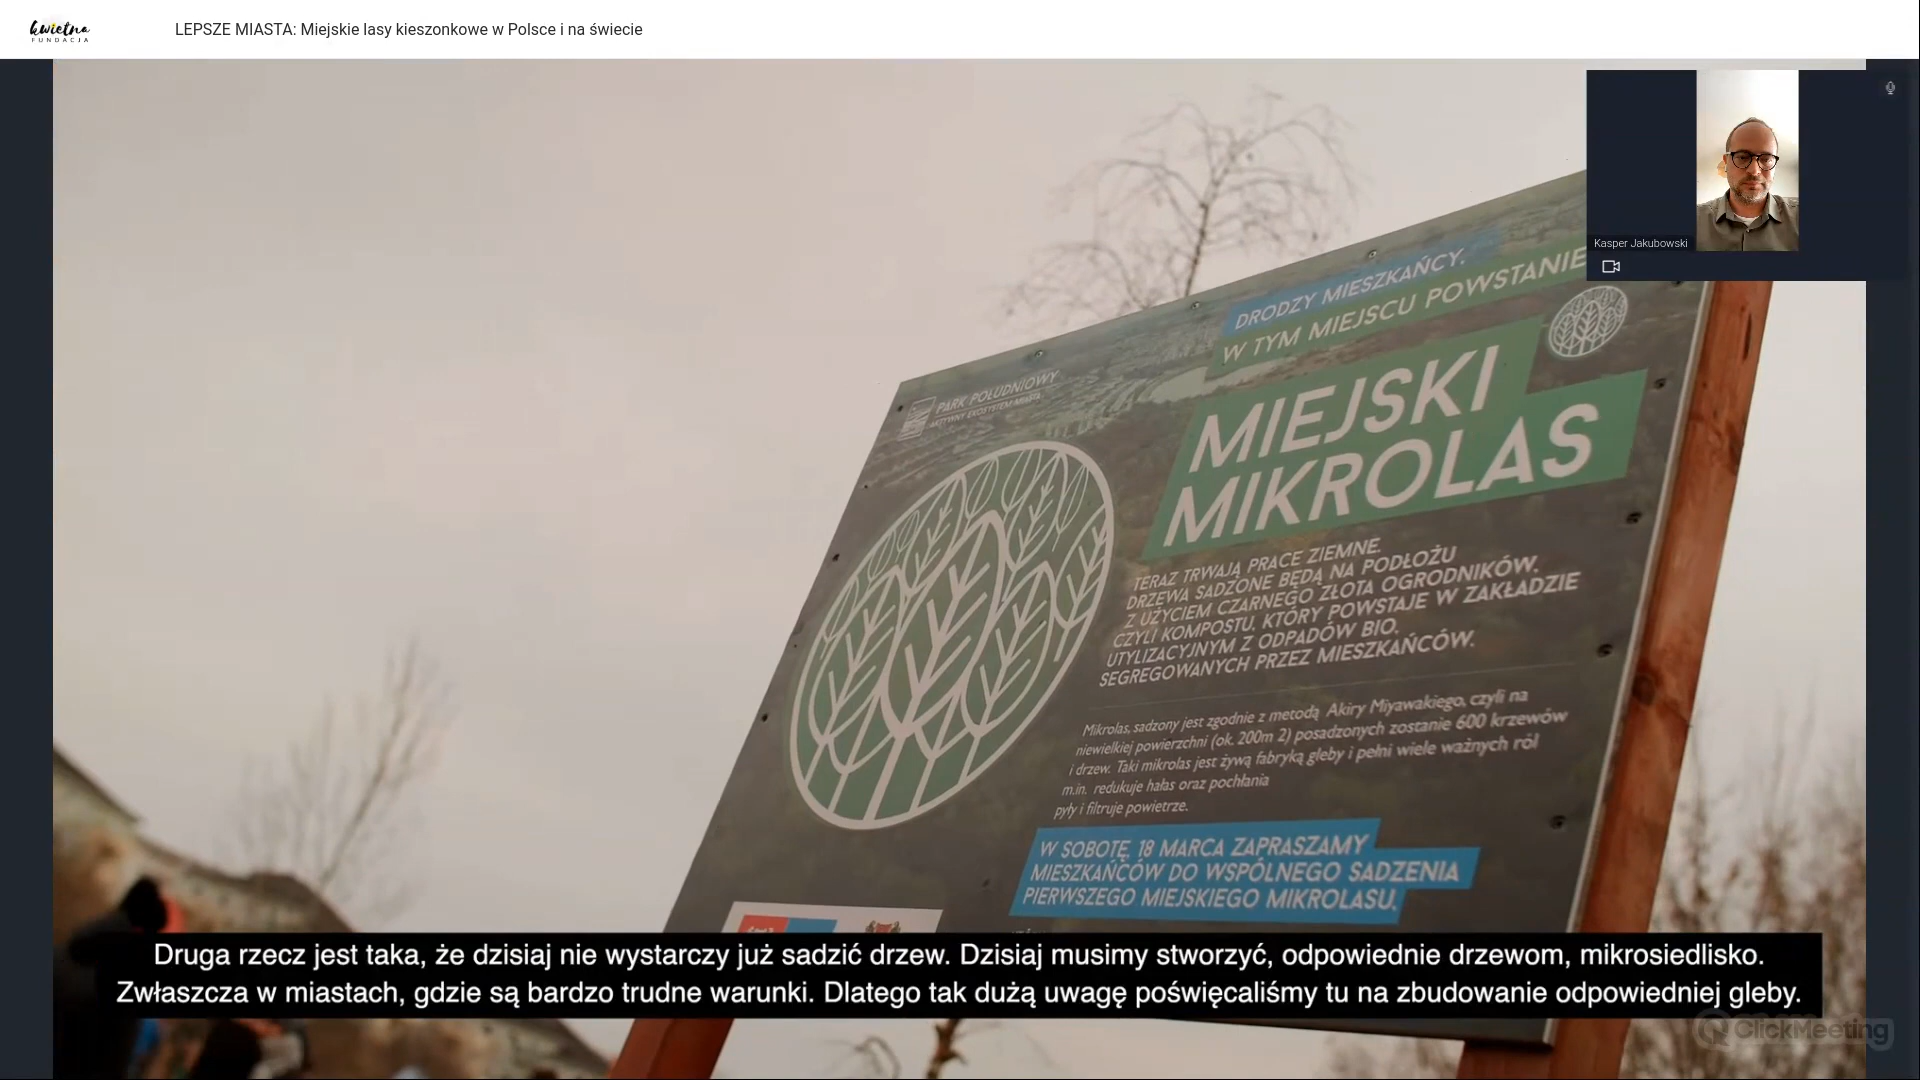 kwietna
FUNDACJA
LEPSZE MIASTA: Miejskie lasy kieszonkowe w Polsce i na świecie
Kasper Jakubowski
DRODZY MIESZKAŃCY.
W TYM MIEJSCU POWSTANIE
PARK POŁUDNIOWY
AKTYWNY EKOSYSTEM MIASTA
MIEJSKI
MIKROLAS
TERAZ TRWAJĄ PRACE ZIEMNE.
DRZEWA SADZONE BĘDĄ NA PODŁOŻU
Z UŻYCIEM CZARNEGO ZŁOTA OGRODNIKÓW.
CZYLI KOMPOSTU, KTÓRY POWSTAJE W ZAKŁADZIE
UTYLIZACYJNYM Z ODPADÓW BIO.
SEGREGOWANYCH PRZEZ MIESZKAŃCÓW.
Mikrolas, sadzony jest zgodnie z metodą Akiry Miyawakiego, czyli na
niewielkiej powierzchni (ok. 200m 2) posadzonych zostanie 600 krzewów
i drzew. Taki mikrolas jest żywą fabryką gleby i pełni wiele ważnych ról
m.in. redukuje hałas oraz pochłania
pyły i filtruje powietrze.
W SOBOTĘ, 18 MARCA ZAPRASZAMY
MIESZKAŃCÓW DO WSPÓLNEGO SADZENIA
PIERWSZEGO MIEJSKIEGO MIKROLASU.
Druga rzecz jest taka, że dzisiaj nie wystarczy już sadzić drzew. Dzisiaj musimy stworzyć, odpowiednie drzewom, mikrosiedlisko.
Zwłaszcza w miastach, gdzie są bardzo trudne warunki. Dlatego tak dużą uwagę poświęcaliśmy tu na zbudowanie odpowiedniej gleby.
ClickMeeting